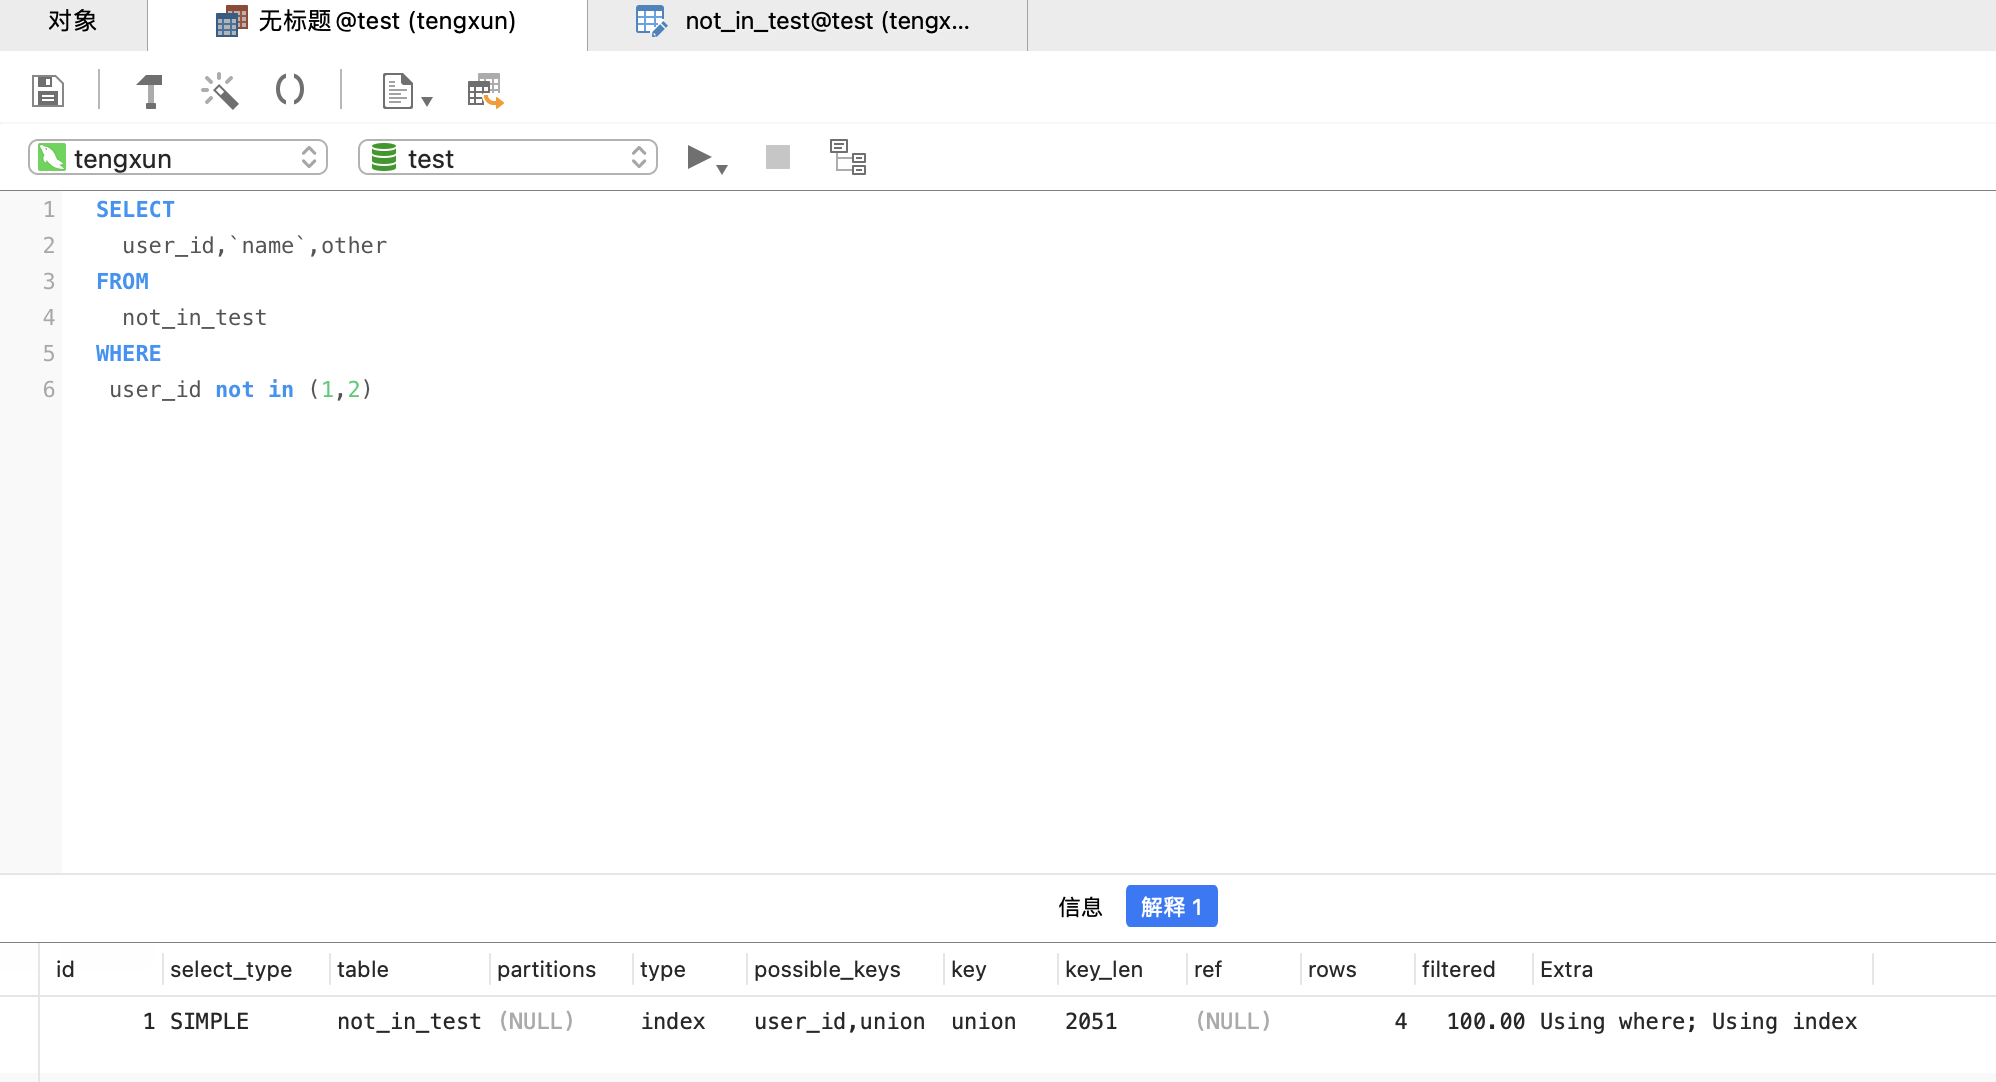 对象 无标题 @test (tengxun) not_in_test@test (tengx...
tengxun test
1 SELECT
2 user_id,`name`,other
3 FROM
4 not_in_test
5 WHERE
6 user_id not in (1,2)
信息 解释 1
id select_type table partitions type possible_keys key key_len ref rows filtered Extra
1 SIMPLE not_in_test (NULL) index user_id,union union 2051 (NULL) 4 100.00 Using where; Using index